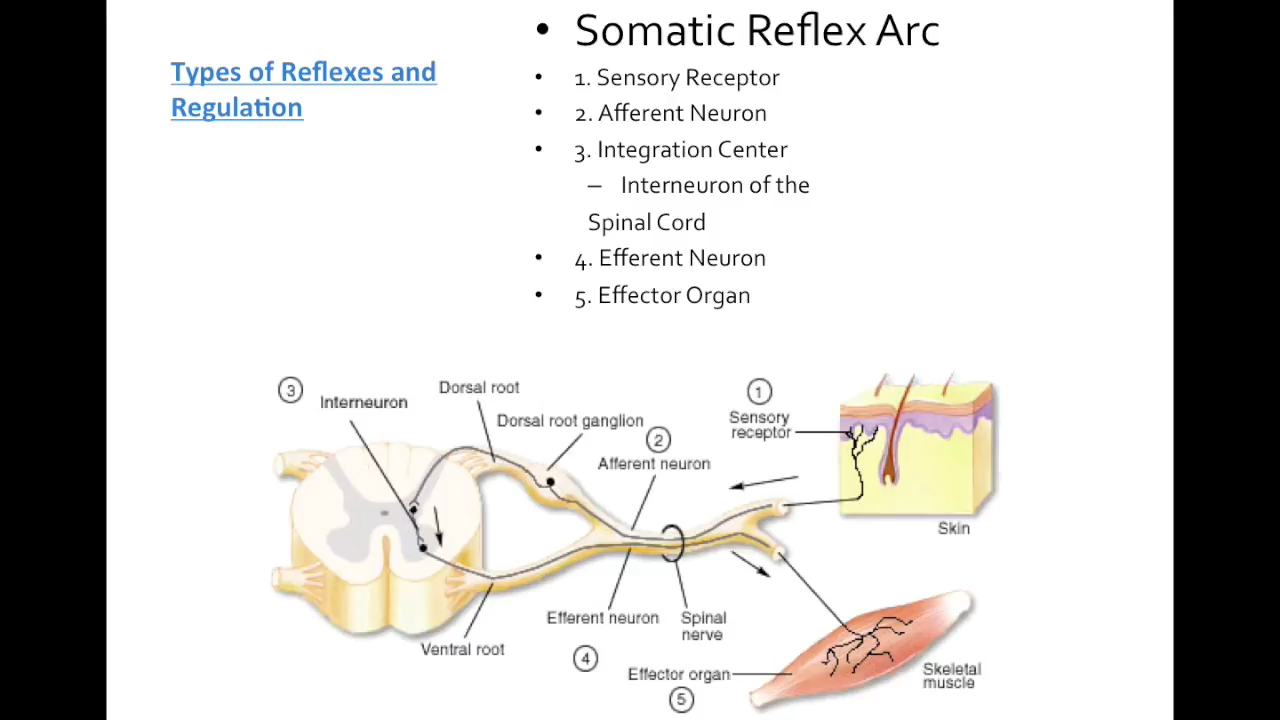 Types of Reflexes and
Regulation
• Somatic Reflex Arc
• 1. Sensory Receptor
• 2. Afferent Neuron
• 3. Integration Center
– Interneuron of the
Spinal Cord
• 4. Efferent Neuron
• 5. Effector Organ
3
Interneuron
Dorsal root
Dorsal root ganglion
2
Afferent neuron
1
Sensory
receptor
Skin
Efferent neuron
Spinal
nerve
Ventral root
4
Effector organ
5
Skeletal
muscle